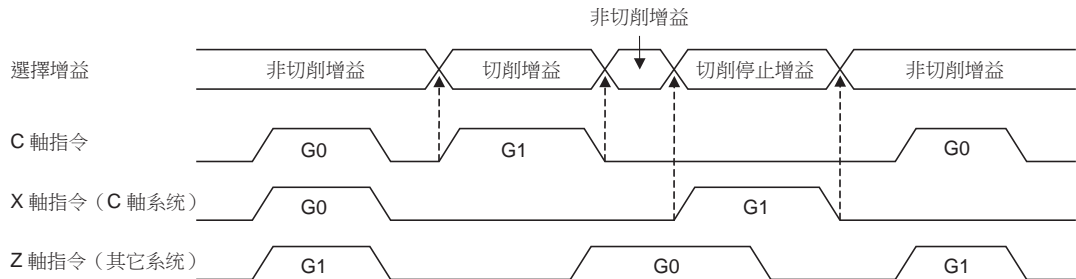 非切削增益
選擇增益 非切削增益 切削增益 切削停止增益 非切削增益
C 軸指令 G0 G1 G0
X 軸指令（C 軸系統） G0 G1
Z 軸指令（其它系統） G1 G0 G1